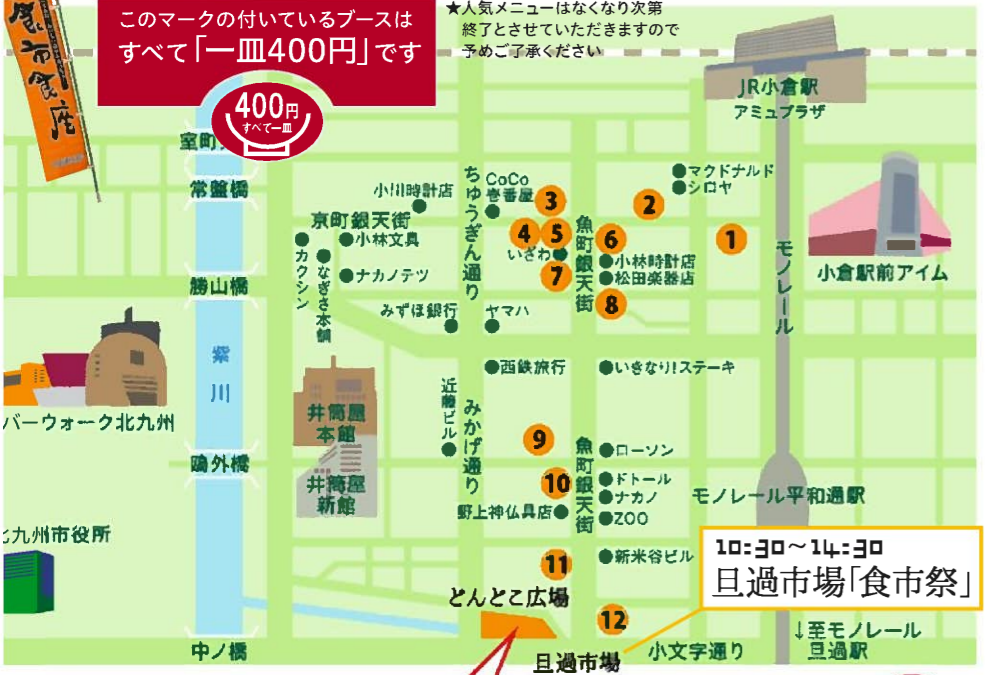 食市食座
このマークの付いているブースは
すべて「一皿400円」です
400円
すべて一皿
★人気メニューはなくなり次第
終了とさせていただきますので
予めご了承ください
JR小倉駅
アミュプラザ
室町
常盤橋
小川時計店
京町銀天街
小林文具
カクシン
なぎさ本舗
ナカノテツ
勝山橋
ちゅうぎん通り
CoCo
壱番屋
3
マクドナルド
シロヤ
2
4
5
いざわ
魚町銀天街
6
1
小林時計店
松田楽器店
7
8
モノレール
小倉駅前アイム
みずほ銀行
ヤマハ
紫川
西鉄旅行
いきなり!ステーキ
バーウォーク北九州
井筒屋
本館
近藤ビル
みかげ通り
9
魚町銀天街
ローソン
鴎外橋
井筒屋
新館
10
ドトール
ナカノ
モノレール平和通駅
野上神仏具店
ZOO
九州市役所
11
新米谷ビル
10:30～14:30
旦過市場「食市祭」
どんとこ広場
12
中ノ橋
旦過市場
小文字通り
↓至モノレール
旦過駅